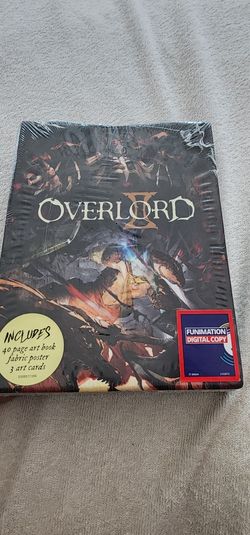 OVERLORD
II
INCLUDES
40 page art book
fabric poster
3 art cards
FUNIMATION
DIGITAL COPY